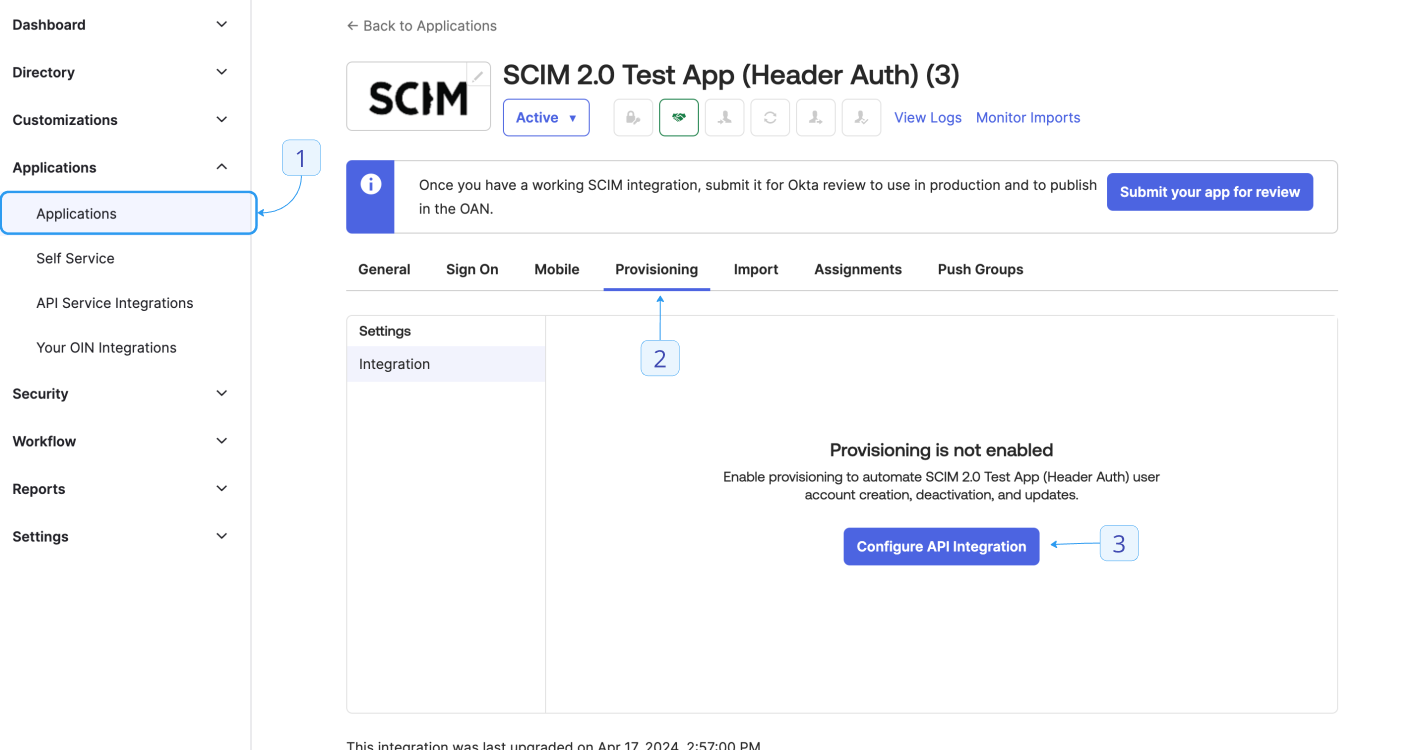 Dashboard
Directory
Customizations
Applications
Applications
Self Service
API Service Integrations
Your OIN Integrations
Security
Workflow
Reports
Settings
1
← Back to Applications
SCIM
SCIM 2.0 Test App (Header Auth) (3)
Active ▼
View Logs
Monitor Imports
Once you have a working SCIM integration, submit it for Okta review to use in production and to publish
in the OAN.
Submit your app for review
General
Sign On
Mobile
Provisioning
Import
Assignments
Push Groups
2
Settings
Integration
Provisioning is not enabled
Enable provisioning to automate SCIM 2.0 Test App (Header Auth) user
account creation, deactivation, and updates.
Configure API Integration
3
This integration was last upgraded on Apr 17, 2024, 2:57:00 PM